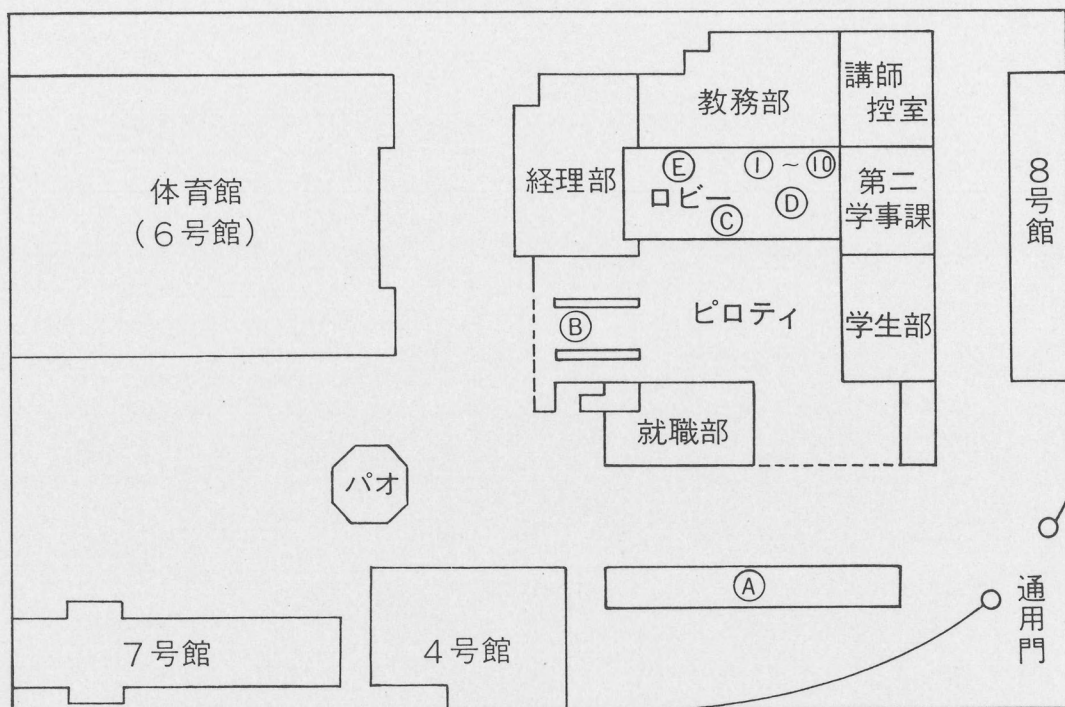 教務部
講師
控室
経理部
Ⓔ
①～⑩
ロビー
Ⓒ
Ⓓ
第二
学事課
体育館
（６号館）
８号館
Ⓑ
ピロティ
学生部
就職部
パオ
Ⓐ
通用門
７号館
４号館